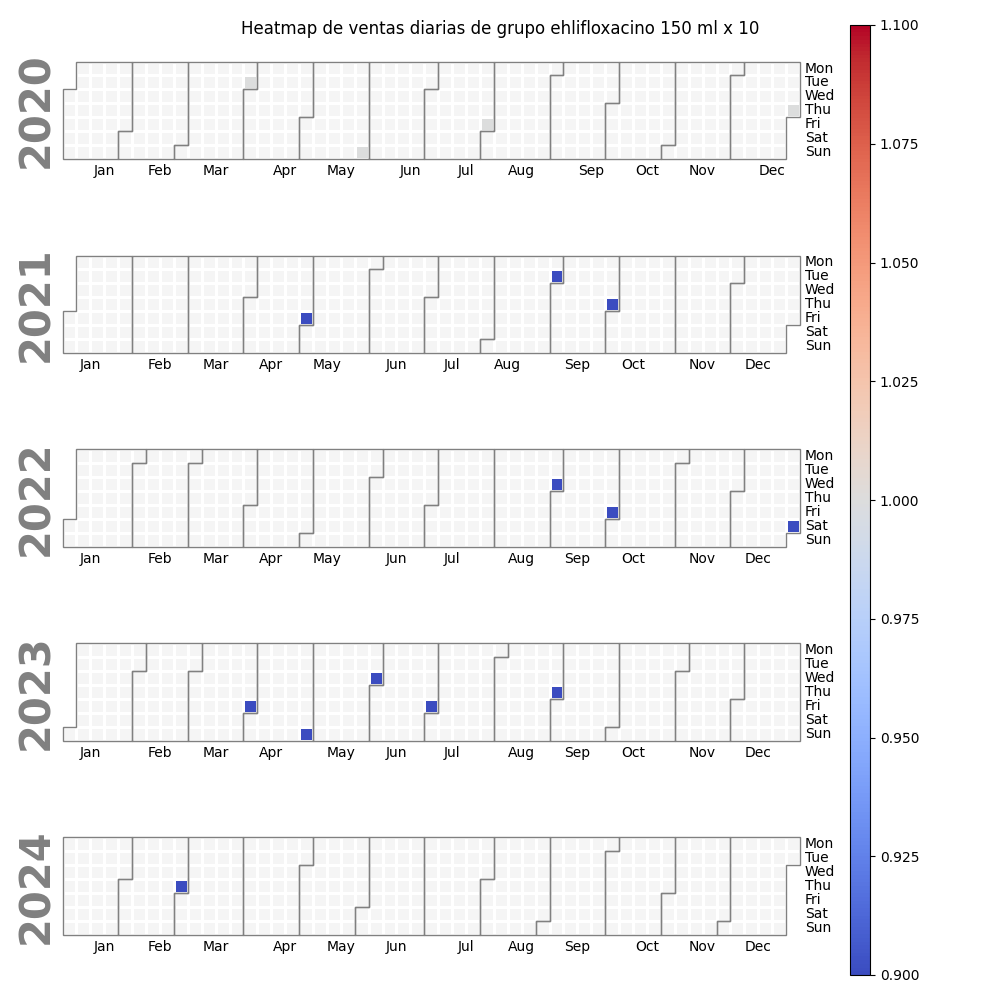 Heatmap de ventas diarias de grupo ehlifloxacino 150 ml x 10
2020
Mon
Tue
Wed
Thu
Fri
Sat
Sun
Jan Feb Mar Apr May Jun Jul Aug Sep Oct Nov Dec
2021
Mon
Tue
Wed
Thu
Fri
Sat
Sun
Jan Feb Mar Apr May Jun Jul Aug Sep Oct Nov Dec
2022
Mon
Tue
Wed
Thu
Fri
Sat
Sun
Jan Feb Mar Apr May Jun Jul Aug Sep Oct Nov Dec
2023
Mon
Tue
Wed
Thu
Fri
Sat
Sun
Jan Feb Mar Apr May Jun Jul Aug Sep Oct Nov Dec
2024
Mon
Tue
Wed
Thu
Fri
Sat
Sun
Jan Feb Mar Apr May Jun Jul Aug Sep Oct Nov Dec
1.100
1.075
1.050
1.025
1.000
0.975
0.950
0.925
0.900